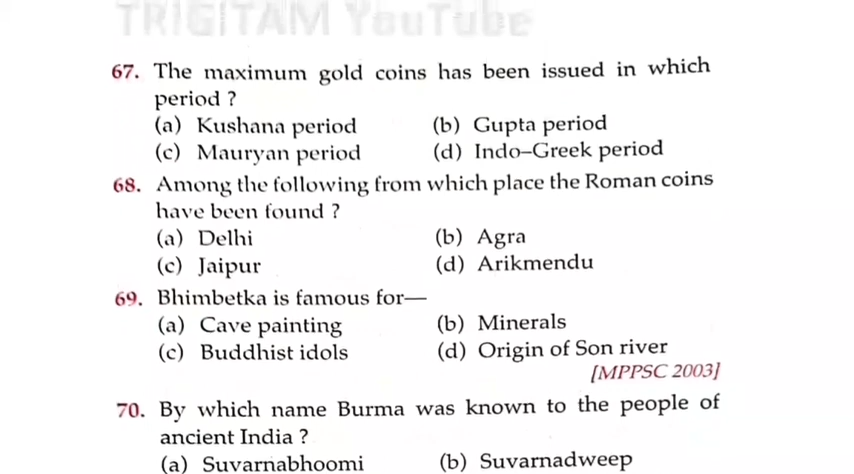 TRIGITAM YouTube
67. The maximum gold coins has been issued in which
period ?
(a) Kushana period (b) Gupta period
(c) Mauryan period (d) Indo–Greek period
68. Among the following from which place the Roman coins
have been found ?
(a) Delhi (b) Agra
(c) Jaipur (d) Arikmendu
69. Bhimbetka is famous for—
(a) Cave painting (b) Minerals
(c) Buddhist idols (d) Origin of Son river
[MPPSC 2003]
70. By which name Burma was known to the people of
ancient India ?
(a) Suvarnabhoomi (b) Suvarnadweep